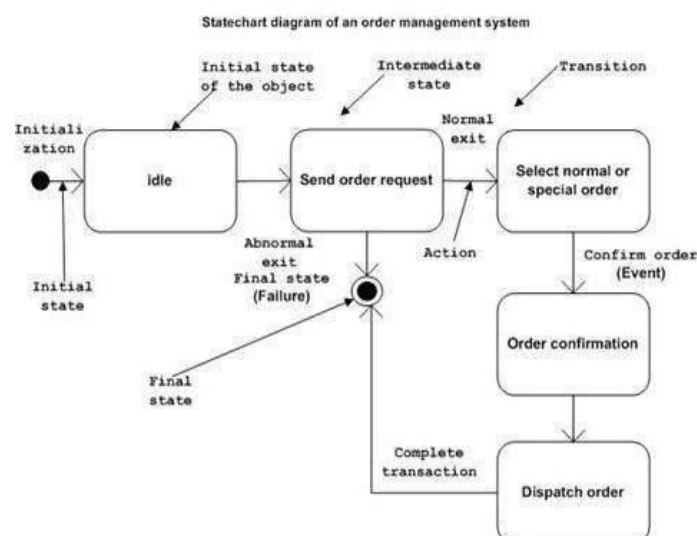 Statechart diagram of an order management system
Initial state
of the object
Intermediate
state
Transition
Initiali
zation
Normal
exit
idle
Send order request
Select normal or
special order
Initial
state
Abnormal
exit
Final state
(Failure)
Action
Confirm order
(Event)
Order confirmation
Final
state
Complete
transaction
Dispatch order